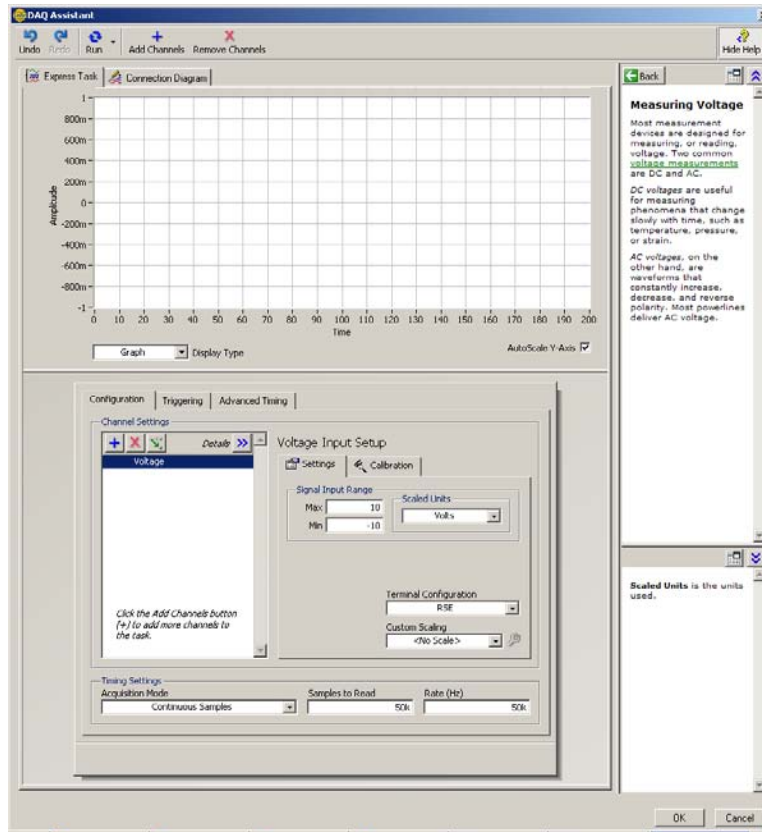 DAQ Assistant
Undo Redo Run Add Channels Remove Channels Hide Help
Express Task Connection Diagram
Back
1
800m
600m
400m
200m
0
-200m
-400m
-600m
-800m
-1
Amplitude
0 10 20 30 40 50 60 70 80 90 100 110 120 130 140 150 160 170 180 190 200
Time
Graph Display Type AutoScale Y-Axis
Configuration Triggering Advanced Timing
Channel Settings
Details
Voltage
Click the Add Channels button
(+) to add more channels to
the task.
Voltage Input Setup
Settings Calibration
Signal Input Range
Max 10
Min -10
Scaled Units
Volts
Terminal Configuration
RSE
Custom Scaling
<No Scale>
Timing Settings
Acquisition Mode Samples to Read Rate (Hz)
Continuous Samples 50k 50k
Measuring Voltage
Most measurement
devices are designed for
measuring, or reading,
voltage. Two common
voltage measurements
are DC and AC.
DC voltages are useful
for measuring
phenomena that change
slowly with time, such as
temperature, pressure,
or strain.
AC voltages, on the
other hand, are
waveforms that
constantly increase,
decrease, and reverse
polarity. Most powerlines
deliver AC voltage.
Scaled Units is the units
used.
OK Cancel